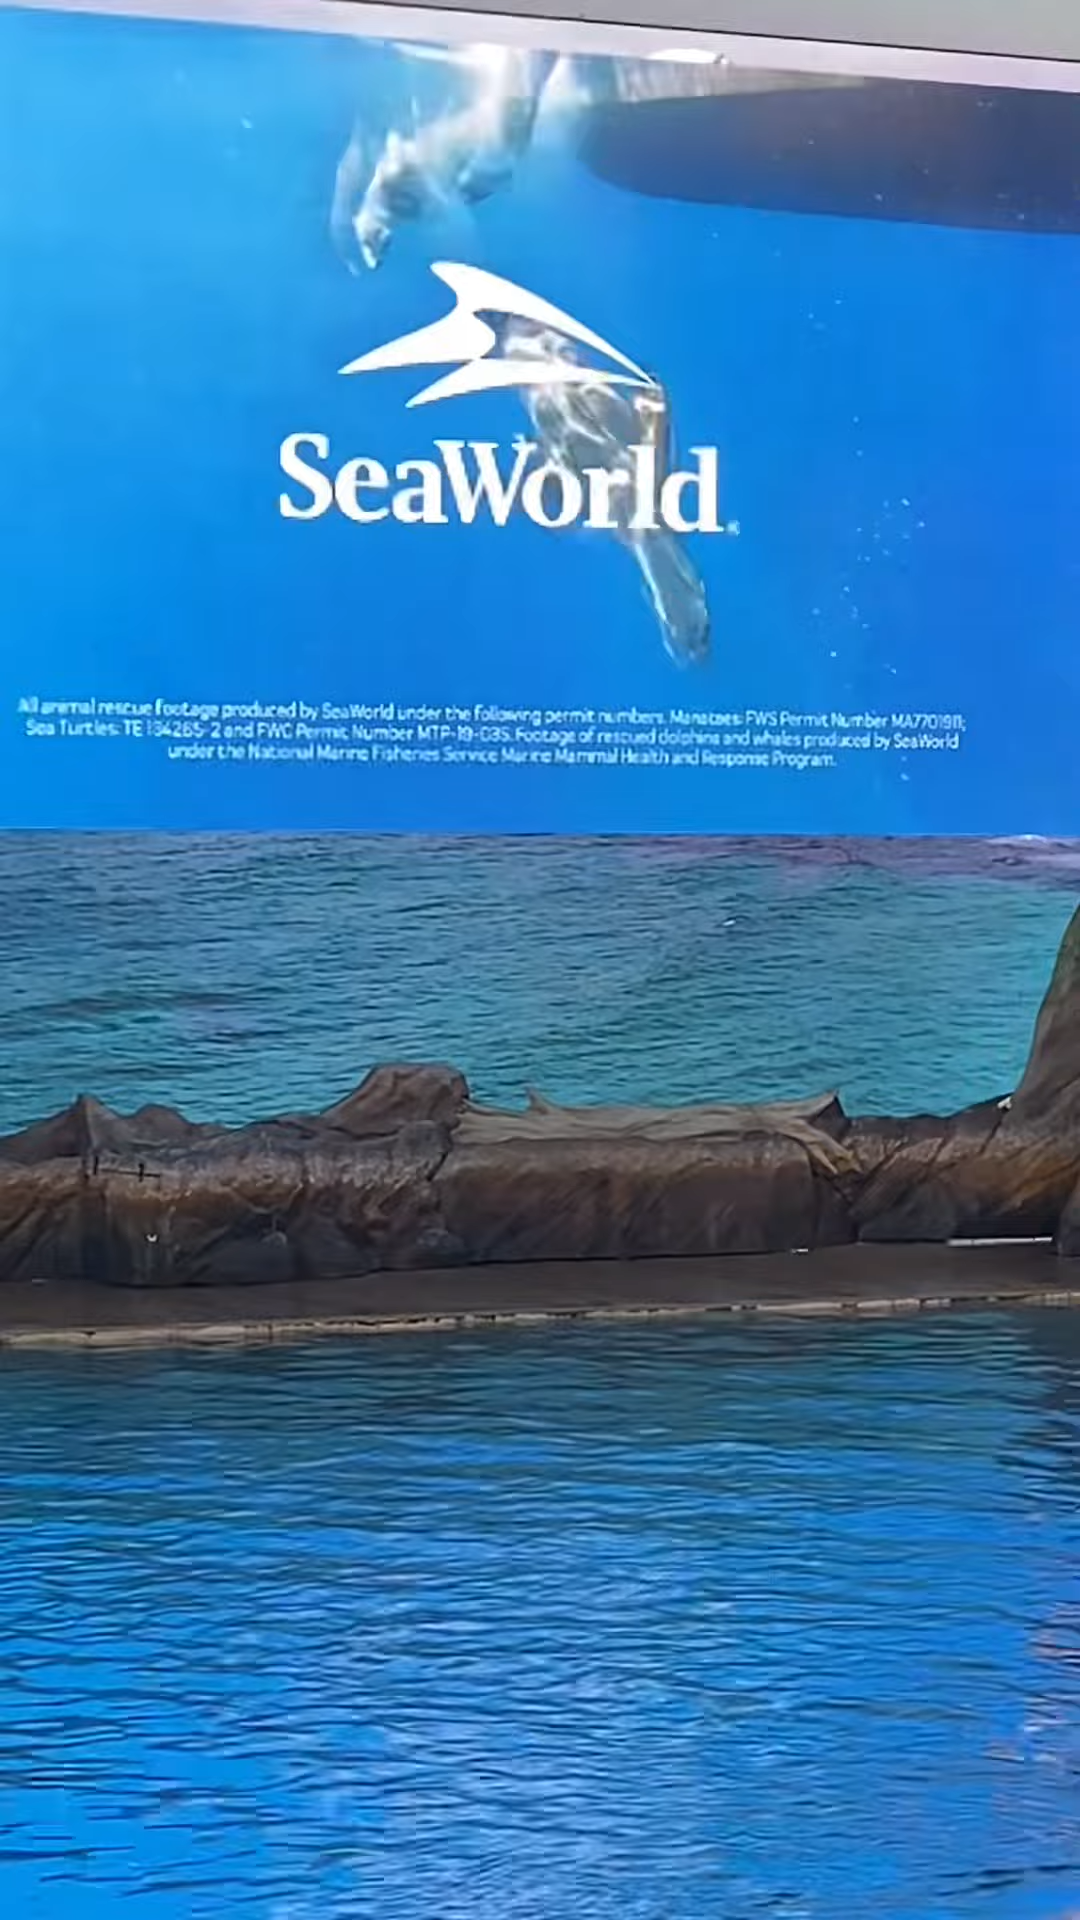 SeaWorld
All animal rescue footage produced by SeaWorld under the following permit numbers. Manatees: FWS Permit Number MA770191;
Sea Turtles: TE 134265-2 and FWC Permit Number MTP-19-035. Footage of rescued dolphins and whales produced by SeaWorld
under the National Marine Fisheries Service Marine Mammal Health and Response Program.